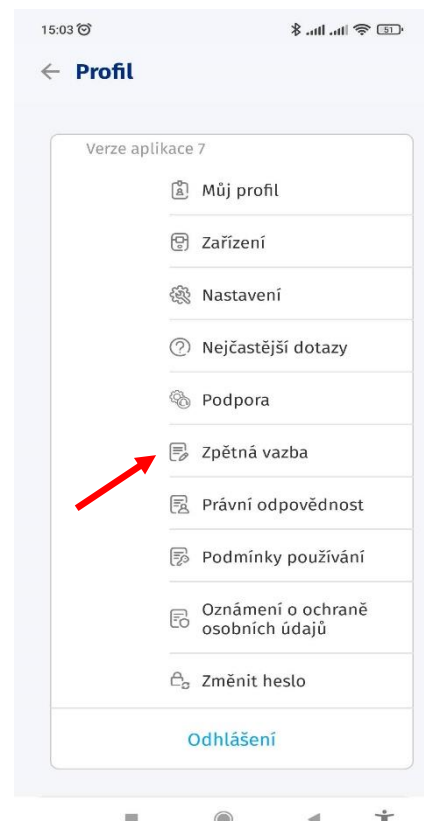 15:03
51
Profil
Verze aplikace 7
Můj profil
Zařízení
Nastavení
Nejčastější dotazy
Podpora
Zpětná vazba
Právní odpovědnost
Podmínky používání
Oznámení o ochraně
osobních údajů
Změnit heslo
Odhlášení